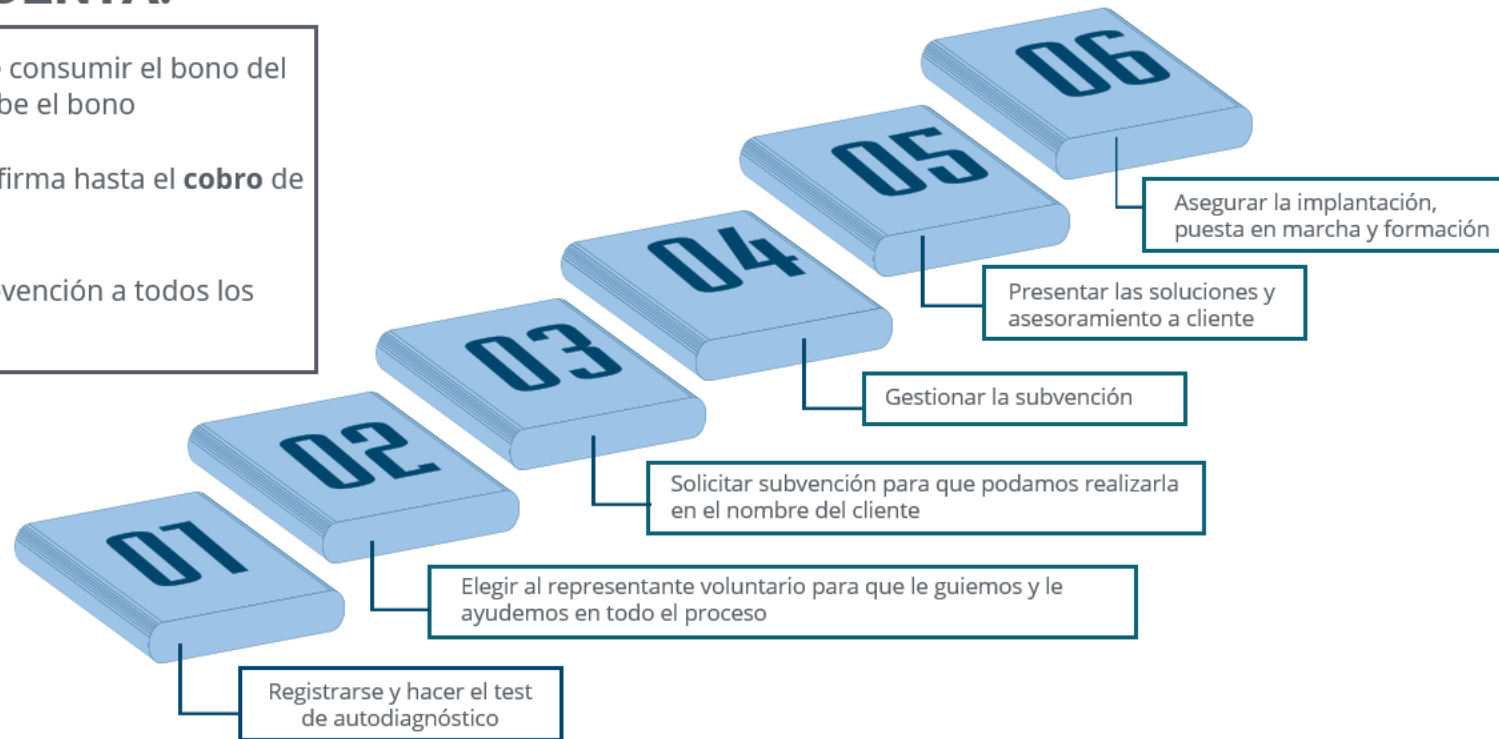 consumir el bono del
be el bono
firma hasta el cobro de
vención a todos los
06
Asegurar la implantación,
puesta en marcha y formación
05
Presentar las soluciones y
asesoramiento a cliente
04
Gestionar la subvención
03
Solicitar subvención para que podamos realizarla
en el nombre del cliente
02
Elegir al representante voluntario para que le guiemos y le
ayudemos en todo el proceso
01
Registrarse y hacer el test
de autodiagnóstico